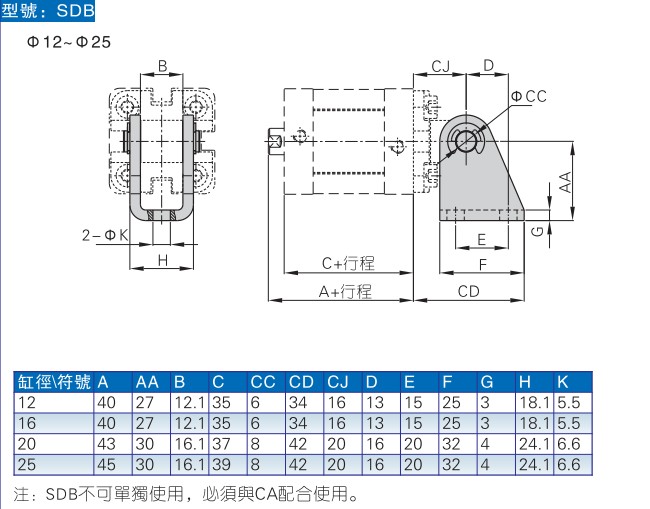 型號：SDB
Φ12~Φ25
B
CJ
D
ΦCC
AA
G
2-ΦK
H
E
F
C+行程
A+行程
CD
缸徑\符號 A AA B C CC CD CJ D E F G H K
12 40 27 12.1 35 6 34 16 13 15 25 3 18.1 5.5
16 40 27 12.1 35 6 34 16 13 15 25 3 18.1 5.5
20 43 30 16.1 37 8 42 20 16 20 32 4 24.1 6.6
25 45 30 16.1 39 8 42 20 16 20 32 4 24.1 6.6
注：SDB不可單獨使用，必須與CA配合使用。